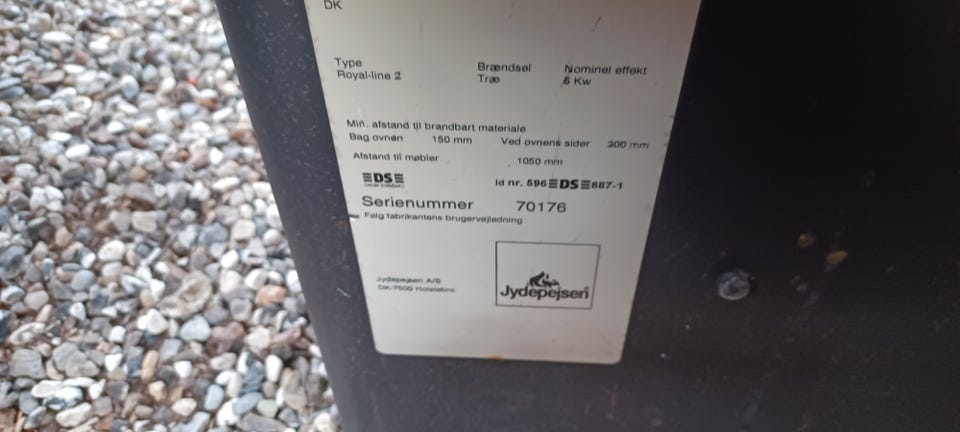 DK
Type Brændsel Nominel effekt
Royal-line 2 Træ 6 Kw
Min. afstand til brandbart materiale
Bag ovnen 150 mm Ved ovnens sider 300 mm
Afstand til møbler 1050 mm
DS Id nr. 596 DS 887-1
Serienummer 70176
Følg fabrikantens brugervejledning
Jydepejsen A/S
DK-7500 Holstebro
Jydepejsen